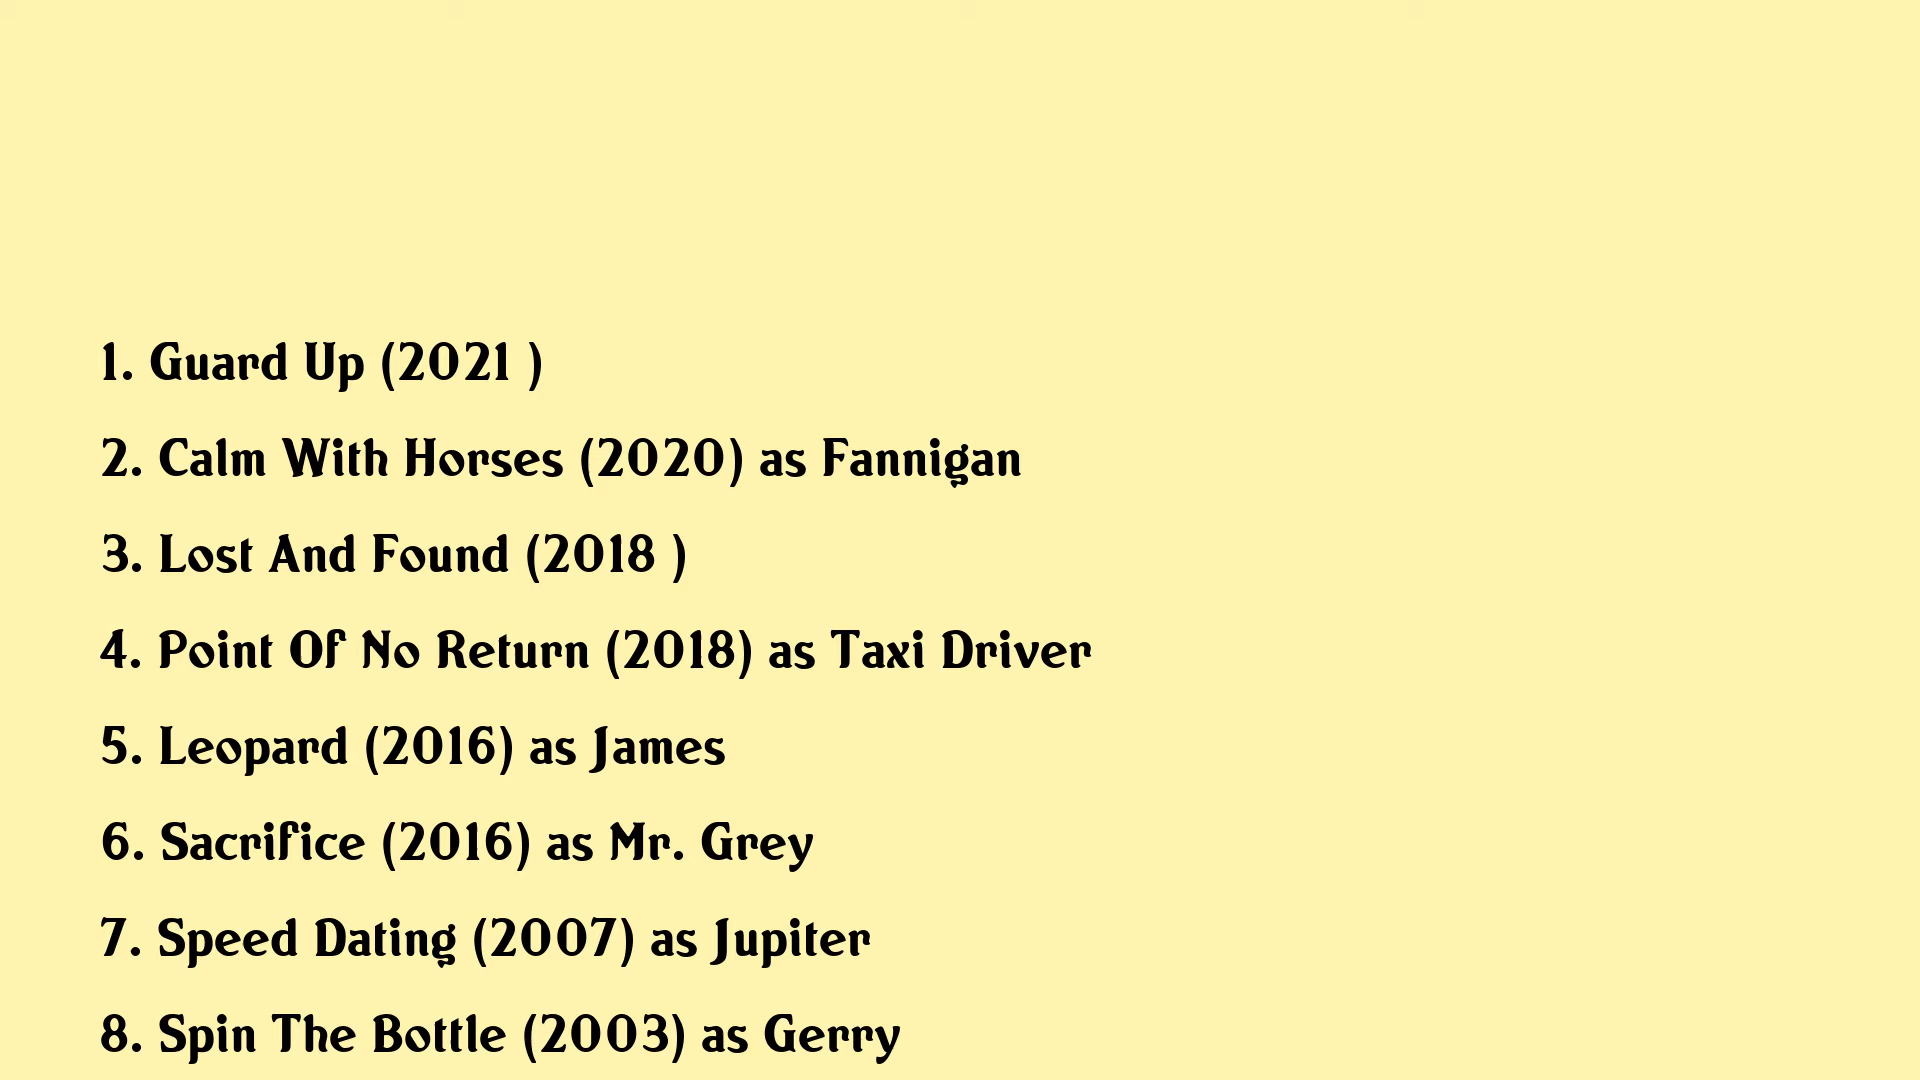 1. Guard Up (2021 )
2. Calm With Horses (2020) as Fannigan
3. Lost And Found (2018 )
4. Point Of No Return (2018) as Taxi Driver
5. Leopard (2016) as James
6. Sacrifice (2016) as Mr. Grey
7. Speed Dating (2007) as Jupiter
8. Spin The Bottle (2003) as Gerry